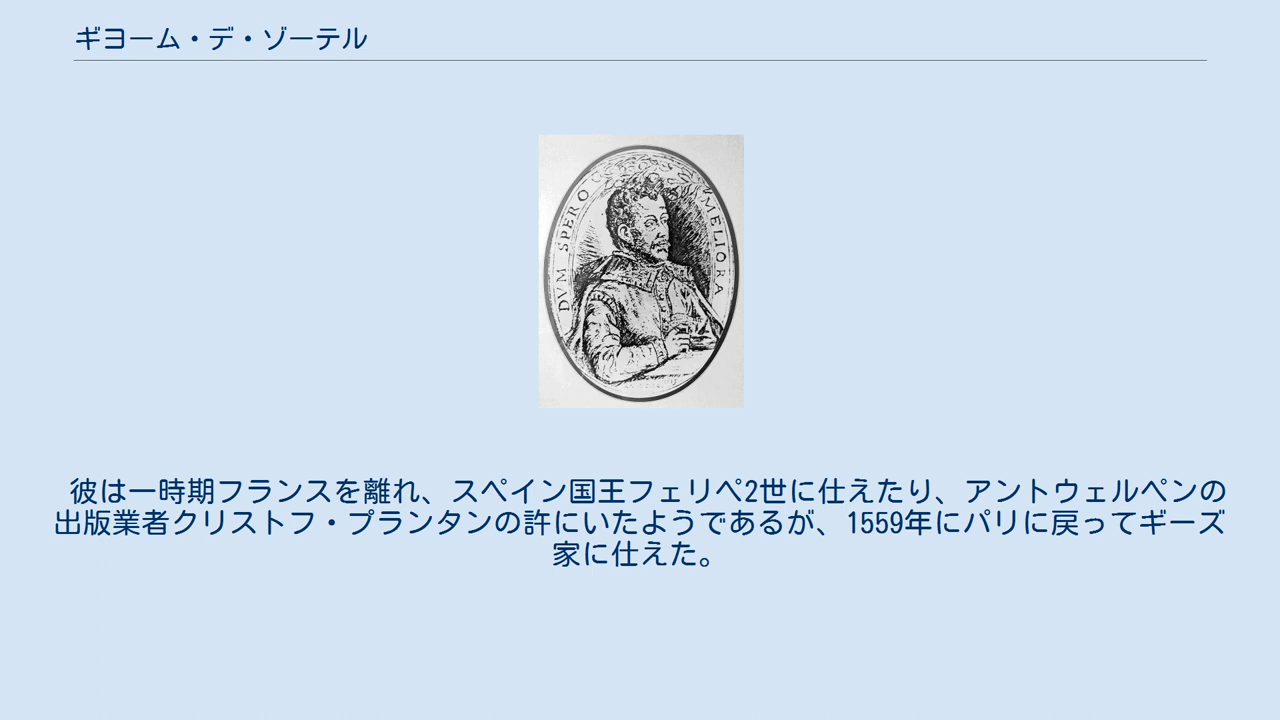 ギヨーム・デ・ゾーテル
DVM SPERO MELIORA
彼は一時期フランスを離れ、スペイン国王フェリペ2世に仕えたり、アントウェルペンの
出版業者クリストフ・プランタンの許にいたようであるが、1559年にパリに戻ってギーズ
家に仕えた。